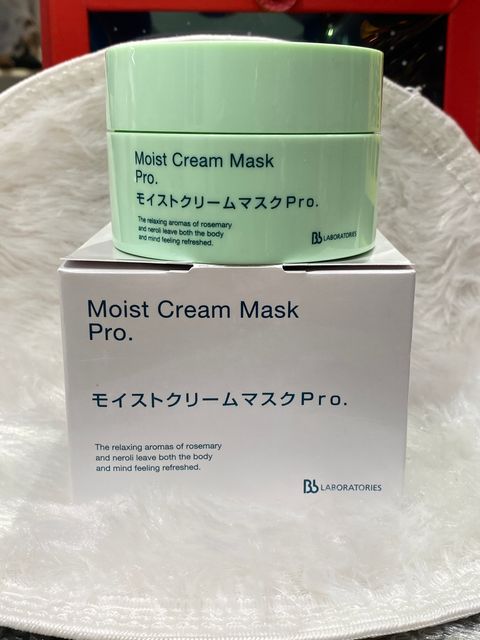 Moist Cream Mask
Pro.
モイストクリームマスクPro.
The relaxing aromas of rosemary
and neroli leave both the body
and mind feeling refreshed.
Bb LABORATORIES
Moist Cream Mask
Pro.
モイストクリームマスクPro.
The relaxing aromas of rosemary
and neroli leave both the body
and mind feeling refreshed.
Bb LABORATORIES